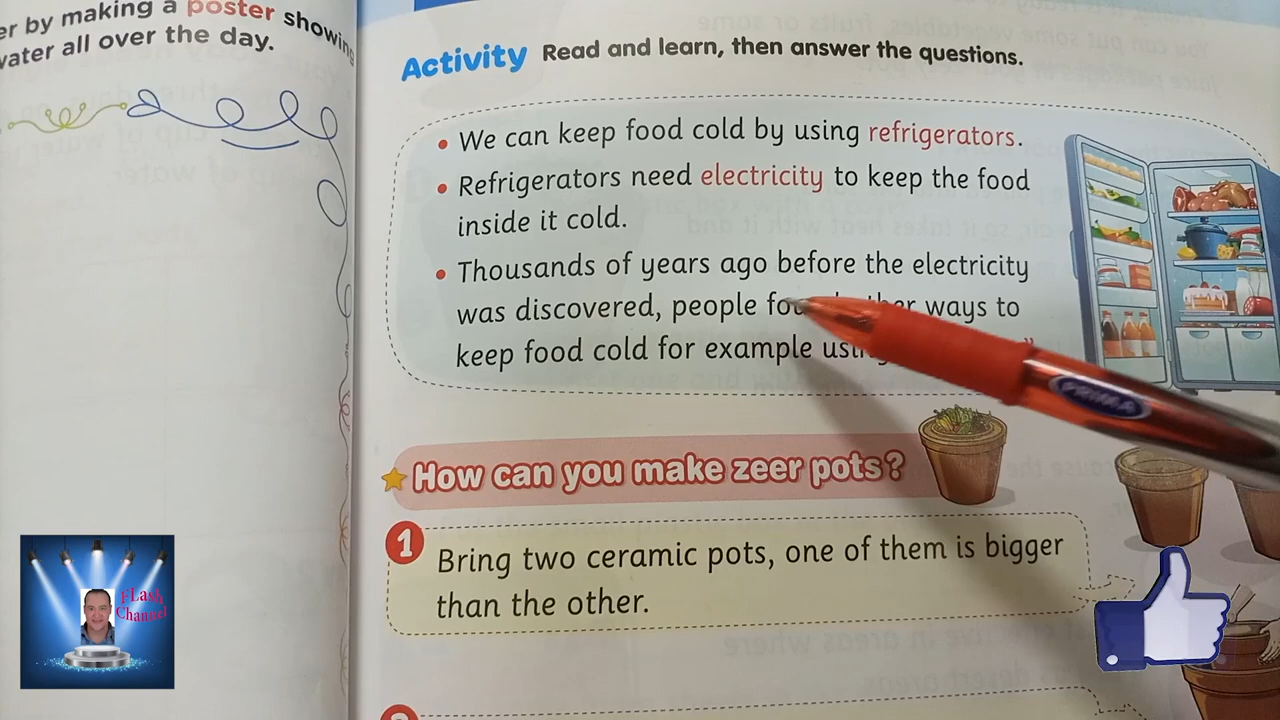 er by making a poster showing
water all over the day.
Activity Read and learn, then answer the questions.
We can keep food cold by using refrigerators.
Refrigerators need electricity to keep the food
inside it cold.
Thousands of years ago before the electricity
was discovered, people ways to
keep food cold for example
How can you make zeer pots?
1 Bring two ceramic pots, one of them is bigger
than the other.
FLash
Channel
PRIMA